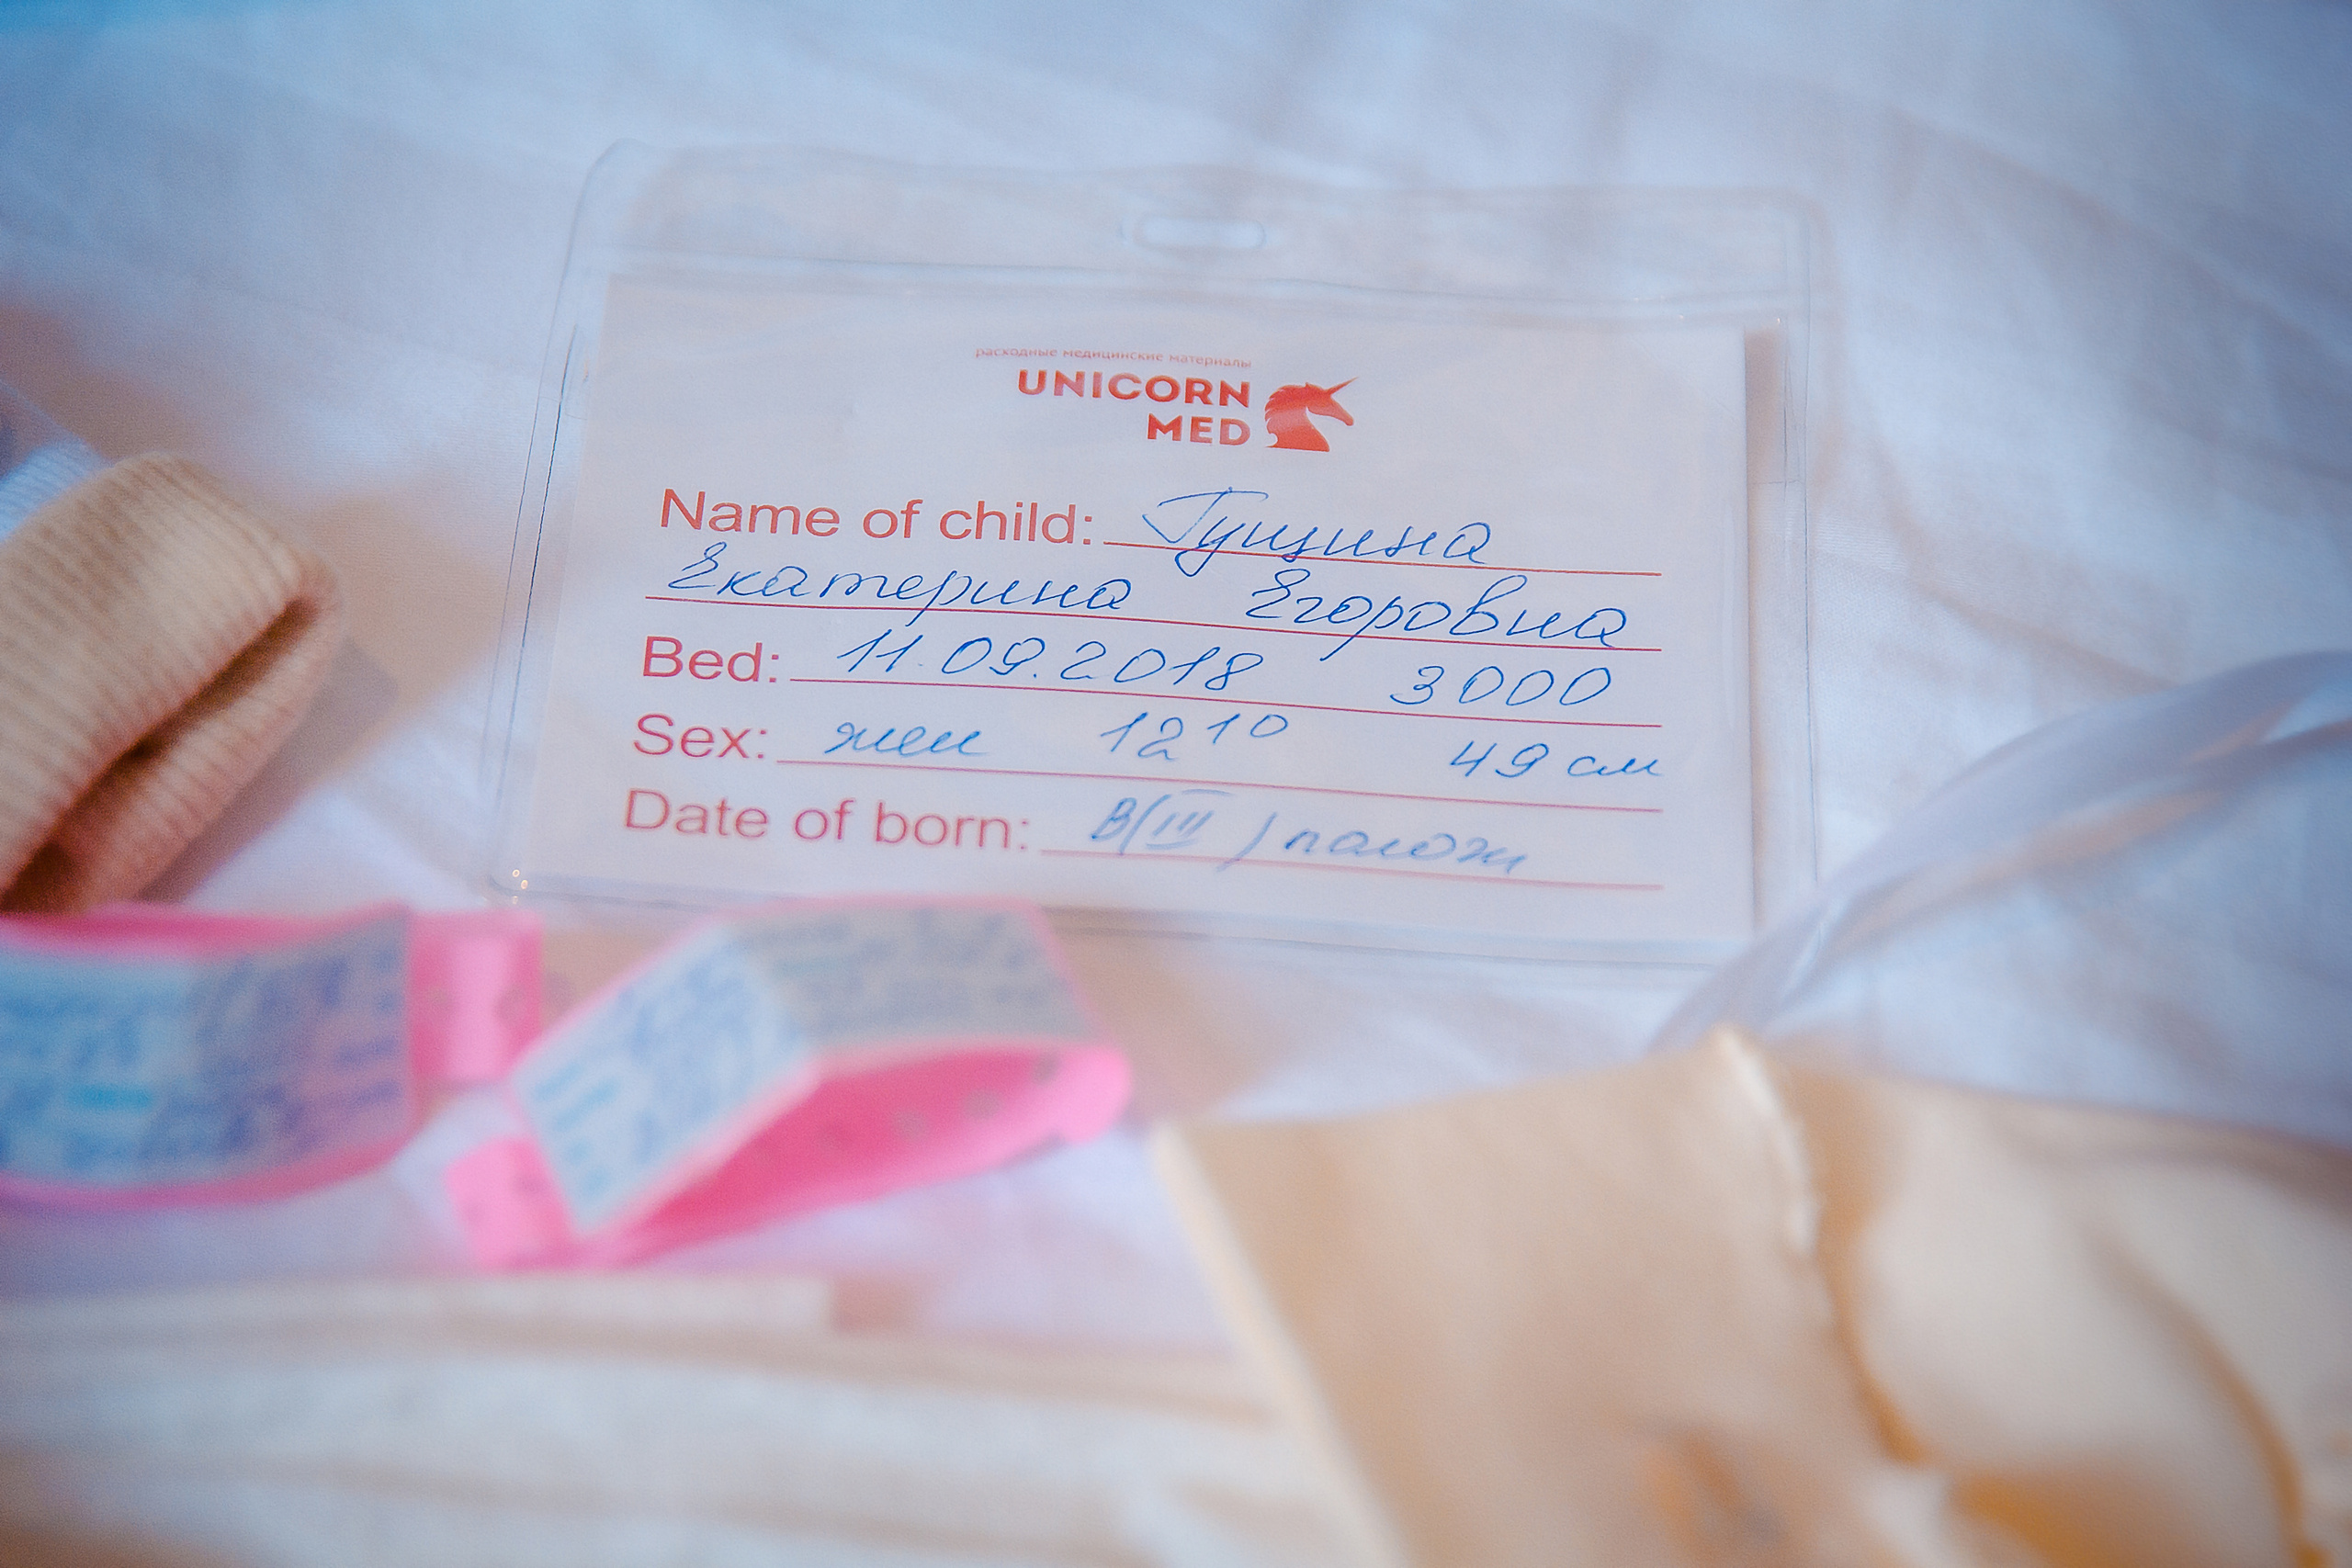 расходные медицинские материалы
UNICORN
MED
Name of child: Гущина
Екатерина Егоровна
Bed: 11.09.2018 3000
Sex: жен 12¹⁰ 49 см
Date of born: В(III) полож